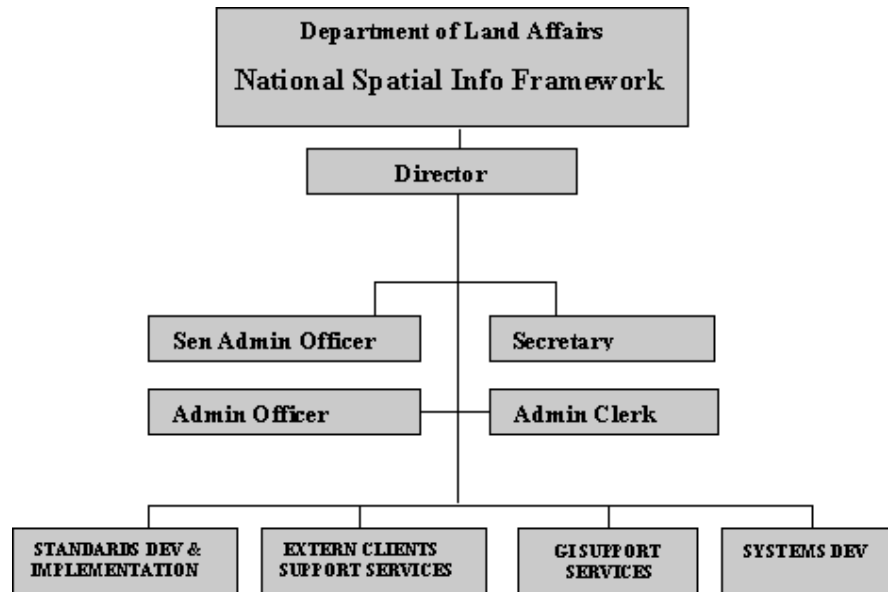 Department of Land Affairs
National Spatial Info Framework
Director
Sen Admin Officer
Secretary
Admin Officer
Admin Clerk
STANDARDS DEV &
IMPLEMENTATION
EXTERN CLIENTS
SUPPORT SERVICES
GI SUPPORT
SERVICES
SYSTEMS DEV